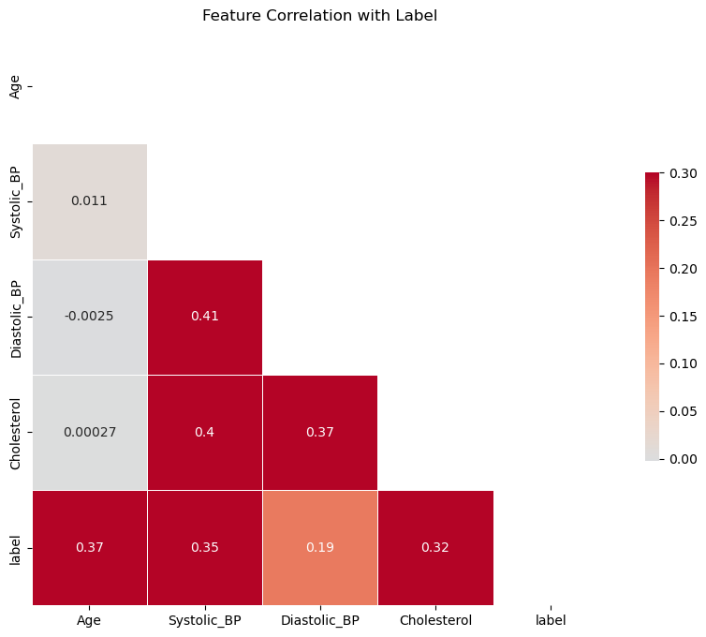 Feature Correlation with Label
Age
Systolic_BP
0.011
Diastolic_BP
-0.0025
0.41
Cholesterol
0.00027
0.4
0.37
label
0.37
0.35
0.19
0.32
Age
Systolic_BP
Diastolic_BP
Cholesterol
label
0.30
0.25
0.20
0.15
0.10
0.05
0.00